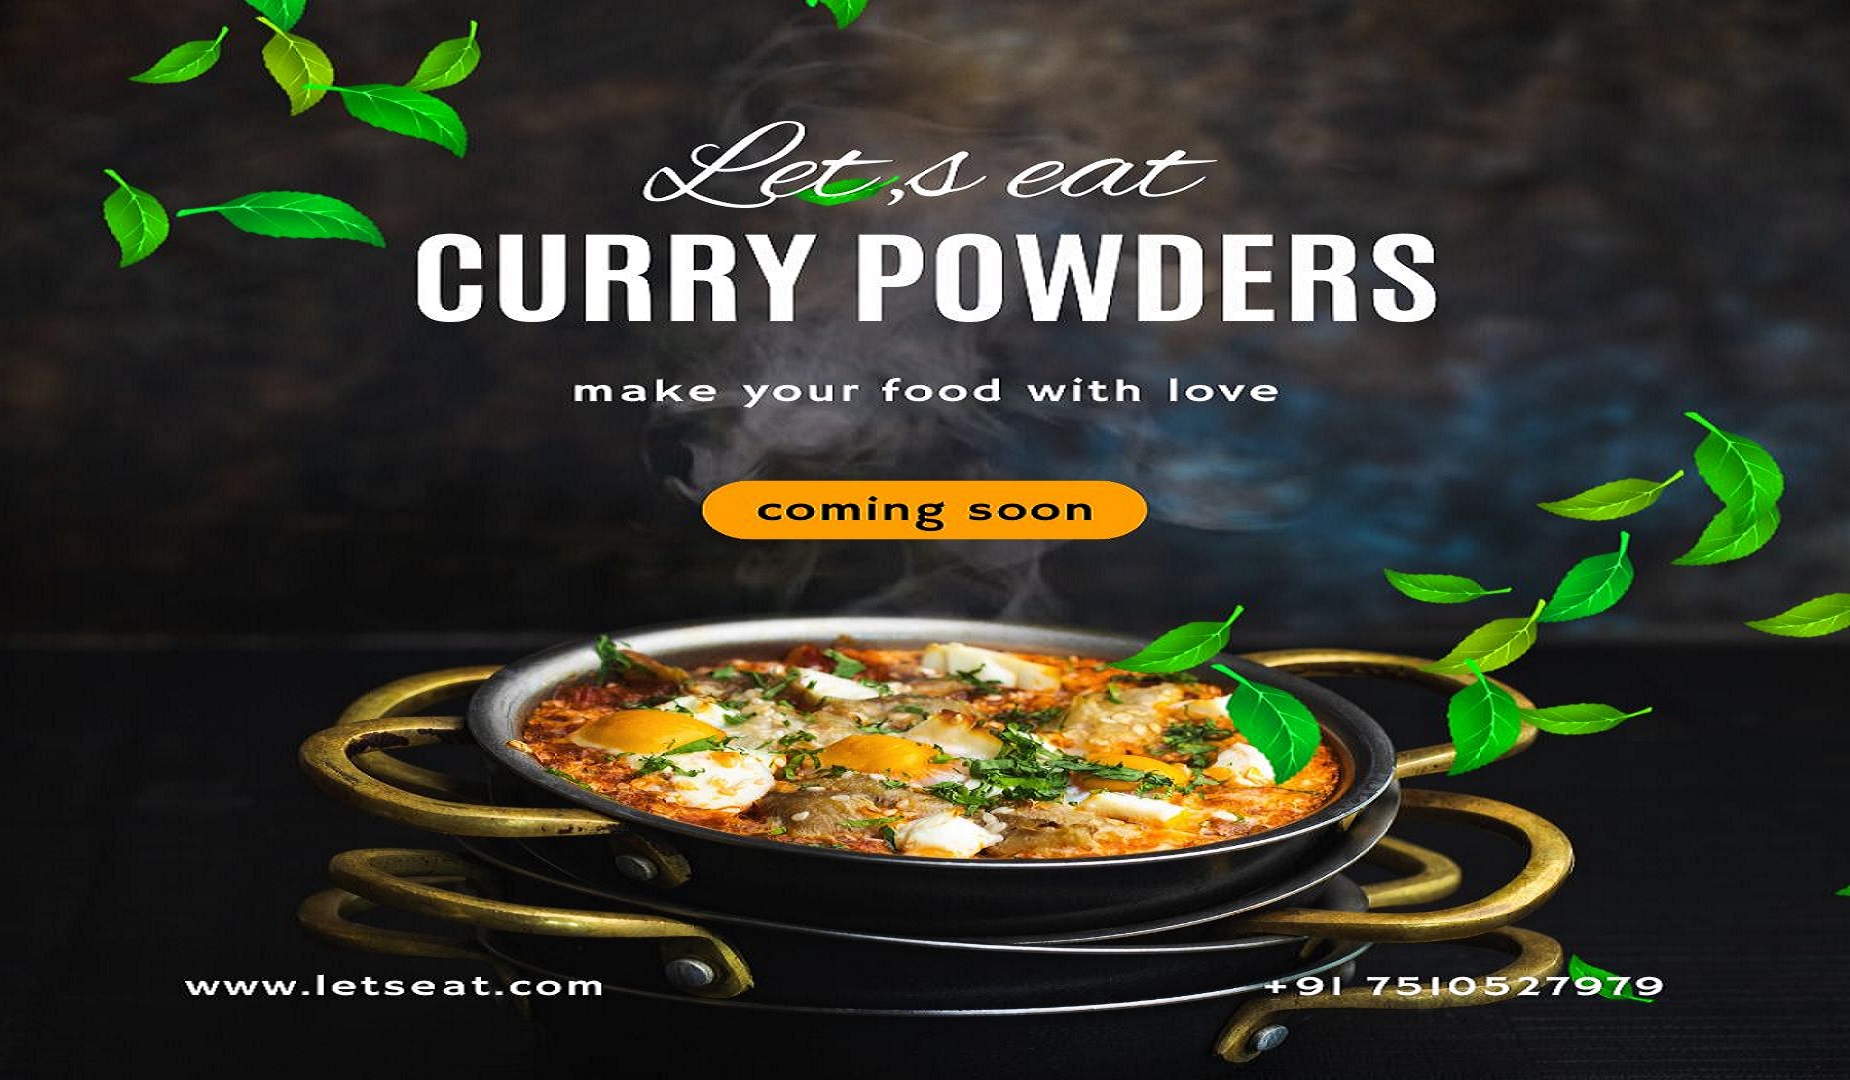 Let,s eat
CURRY POWDERS
make your food with love
coming soon
www.letseat.com
+91 7510527979